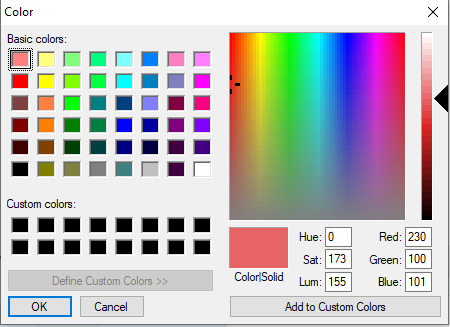 Color
Basic colors:
Custom colors:
Define Custom Colors >>
OK Cancel
Color|Solid
Hue: 0 Red: 230
Sat: 173 Green: 100
Lum: 155 Blue: 101
Add to Custom Colors